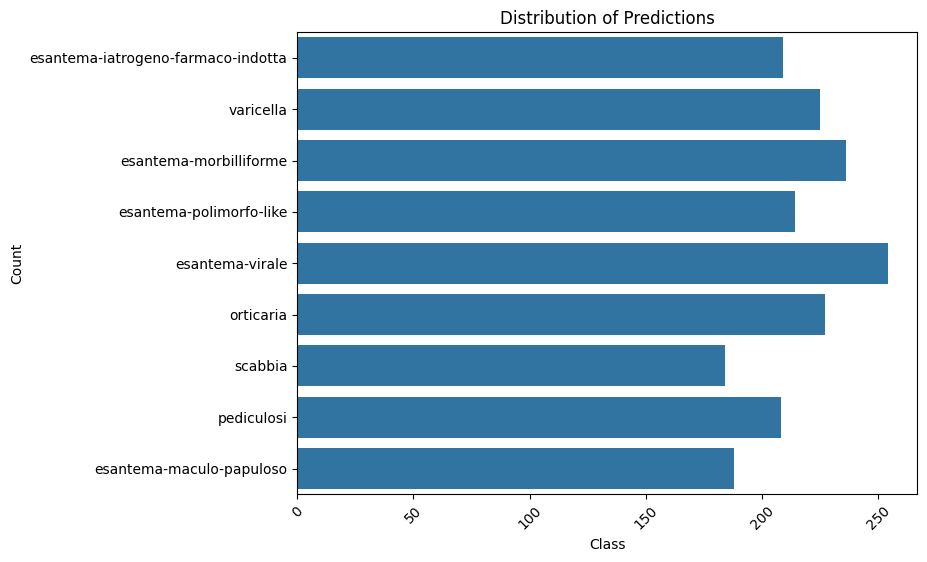 Distribution of Predictions
esantema-iatrogeno-farmaco-indotta
varicella
esantema-morbilliforme
esantema-polimorfo-like
esantema-virale
orticaria
scabbia
pediculosi
esantema-maculo-papuloso
Count
0 50 100 150 200 250
Class